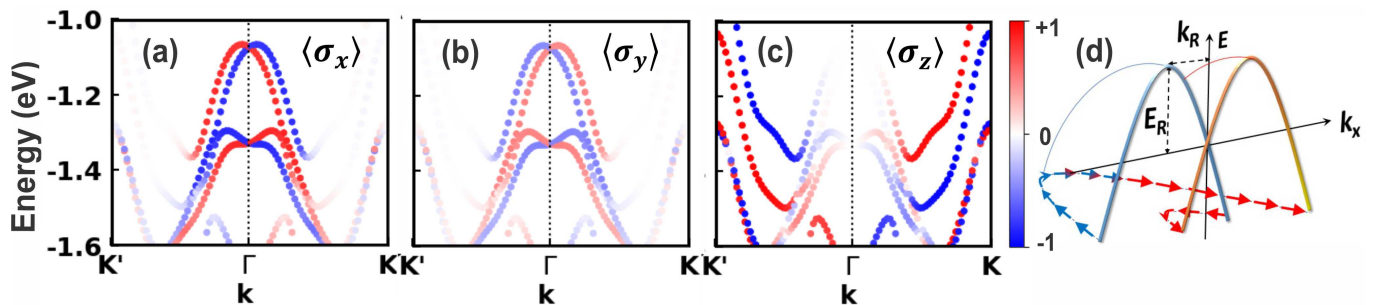 Energy (eV)
-1.0
-1.2
-1.4
-1.6
(a) ⟨σx⟩
K' Γ K
k
(b) ⟨σy⟩
K' Γ K
k
(c) ⟨σz⟩
K' Γ K
k
+1
0
-1
(d)
kR E
ER
kx